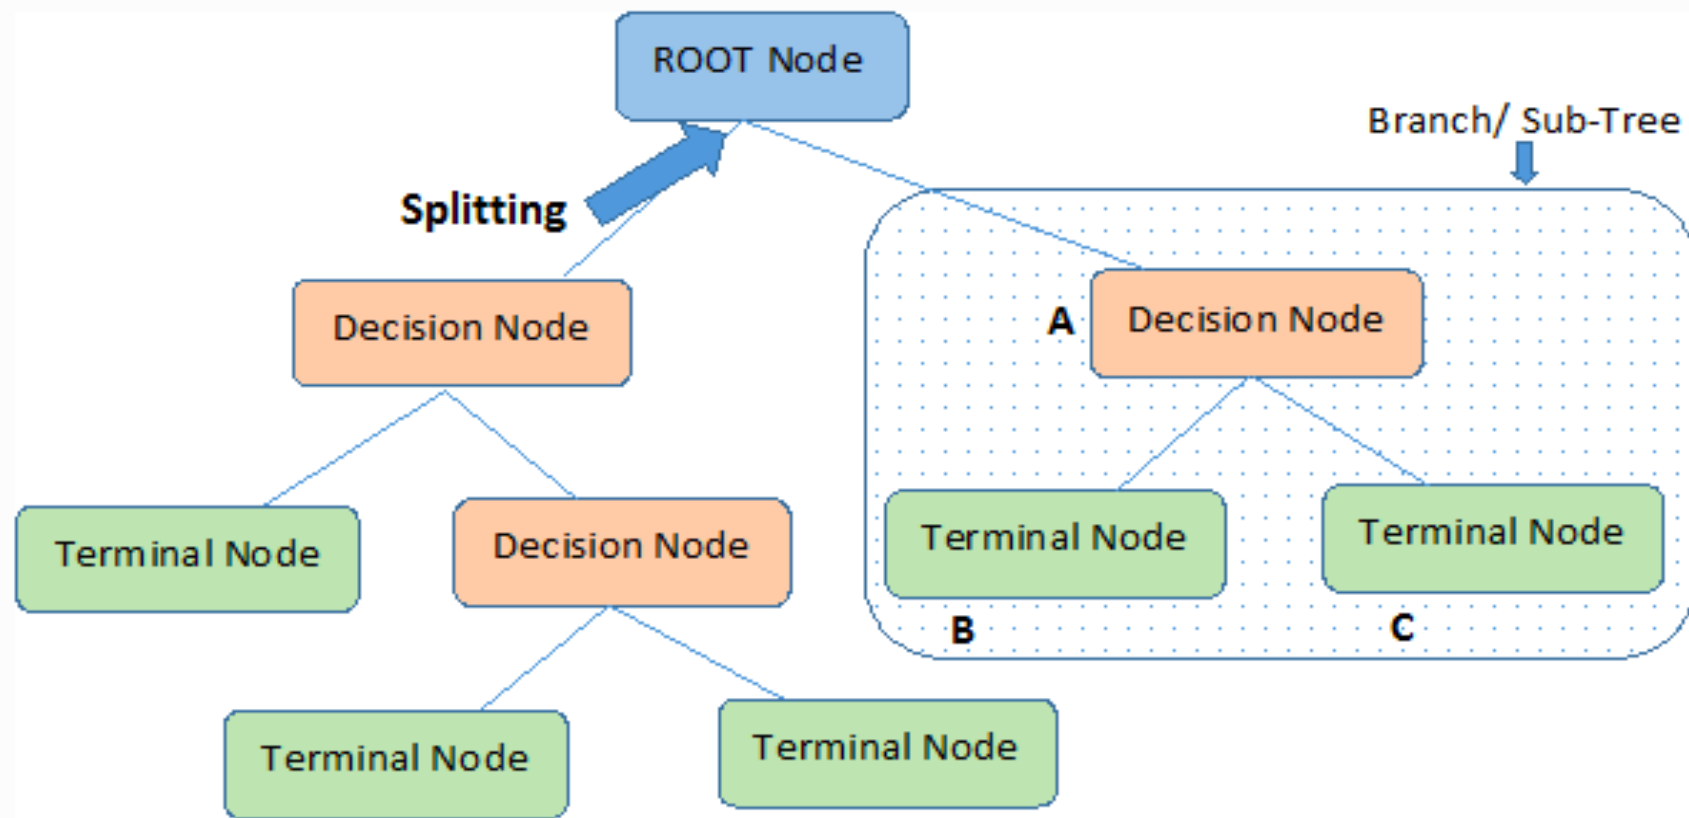 ROOT Node
Branch/ Sub-Tree
Splitting
Decision Node
A
Decision Node
Terminal Node
Decision Node
Terminal Node
Terminal Node
B
C
Terminal Node
Terminal Node